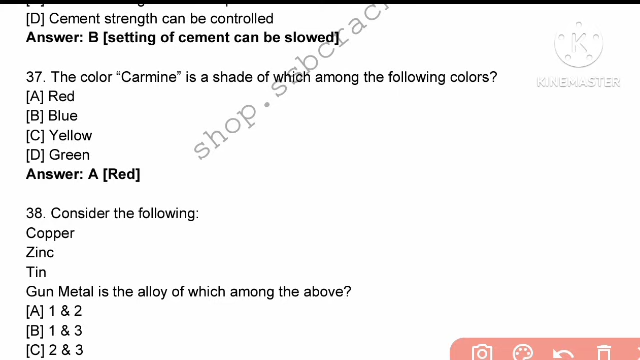 [D] Cement strength can be controlled
Answer: B [setting of cement can be slowed]
37. The color “Carmine” is a shade of which among the following colors?
[A] Red
[B] Blue
[C] Yellow
[D] Green
Answer: A [Red]
38. Consider the following:
Copper
Zinc
Tin
Gun Metal is the alloy of which among the above?
[A] 1 & 2
[B] 1 & 3
[C] 2 & 3
shop.ssbcrac
KINEMASTER